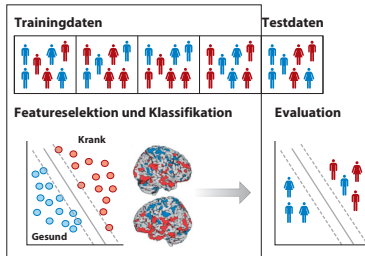 Trainingdaten
Testdaten
Featureselektion und Klassifikation
Evaluation
Krank
Gesund